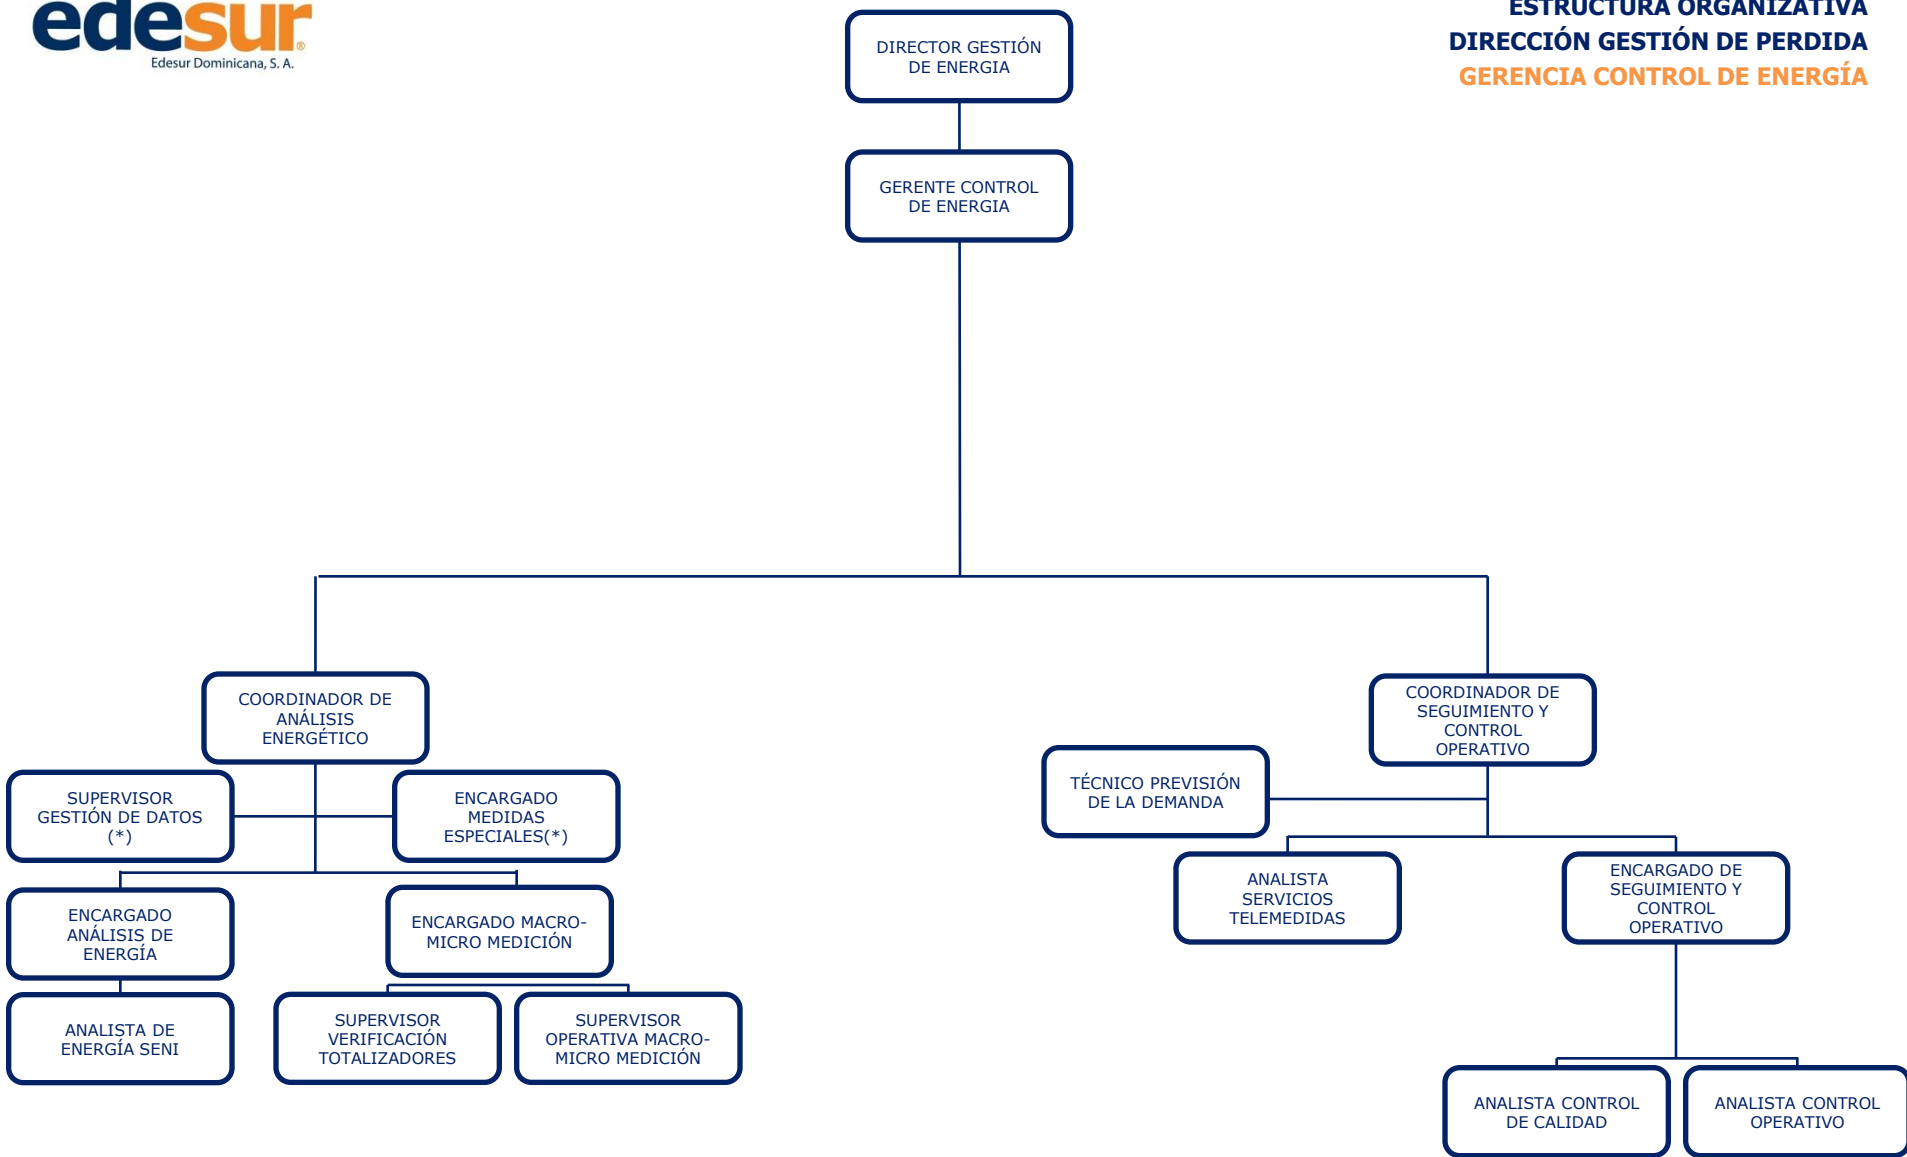 edesur
Edesur Dominicana, S. A.
ESTRUCTURA ORGANIZATIVA
DIRECCIÓN GESTIÓN DE PERDIDA
GERENCIA CONTROL DE ENERGÍA
DIRECTOR GESTIÓN
DE ENERGIA
GERENTE CONTROL
DE ENERGIA
COORDINADOR DE
ANÁLISIS
ENERGÉTICO
COORDINADOR DE
SEGUIMIENTO Y
CONTROL
OPERATIVO
SUPERVISOR
GESTIÓN DE DATOS
(*)
ENCARGADO
MEDIDAS
ESPECIALES(*)
TÉCNICO PREVISIÓN
DE LA DEMANDA
ENCARGADO
ANÁLISIS DE
ENERGÍA
ENCARGADO MACRO-
MICRO MEDICIÓN
ANALISTA
SERVICIOS
TELEMEDIDAS
ENCARGADO DE
SEGUIMIENTO Y
CONTROL
OPERATIVO
ANALISTA DE
ENERGÍA SENI
SUPERVISOR
VERIFICACIÓN
TOTALIZADORES
SUPERVISOR
OPERATIVA MACRO-
MICRO MEDICIÓN
ANALISTA CONTROL
DE CALIDAD
ANALISTA CONTROL
OPERATIVO